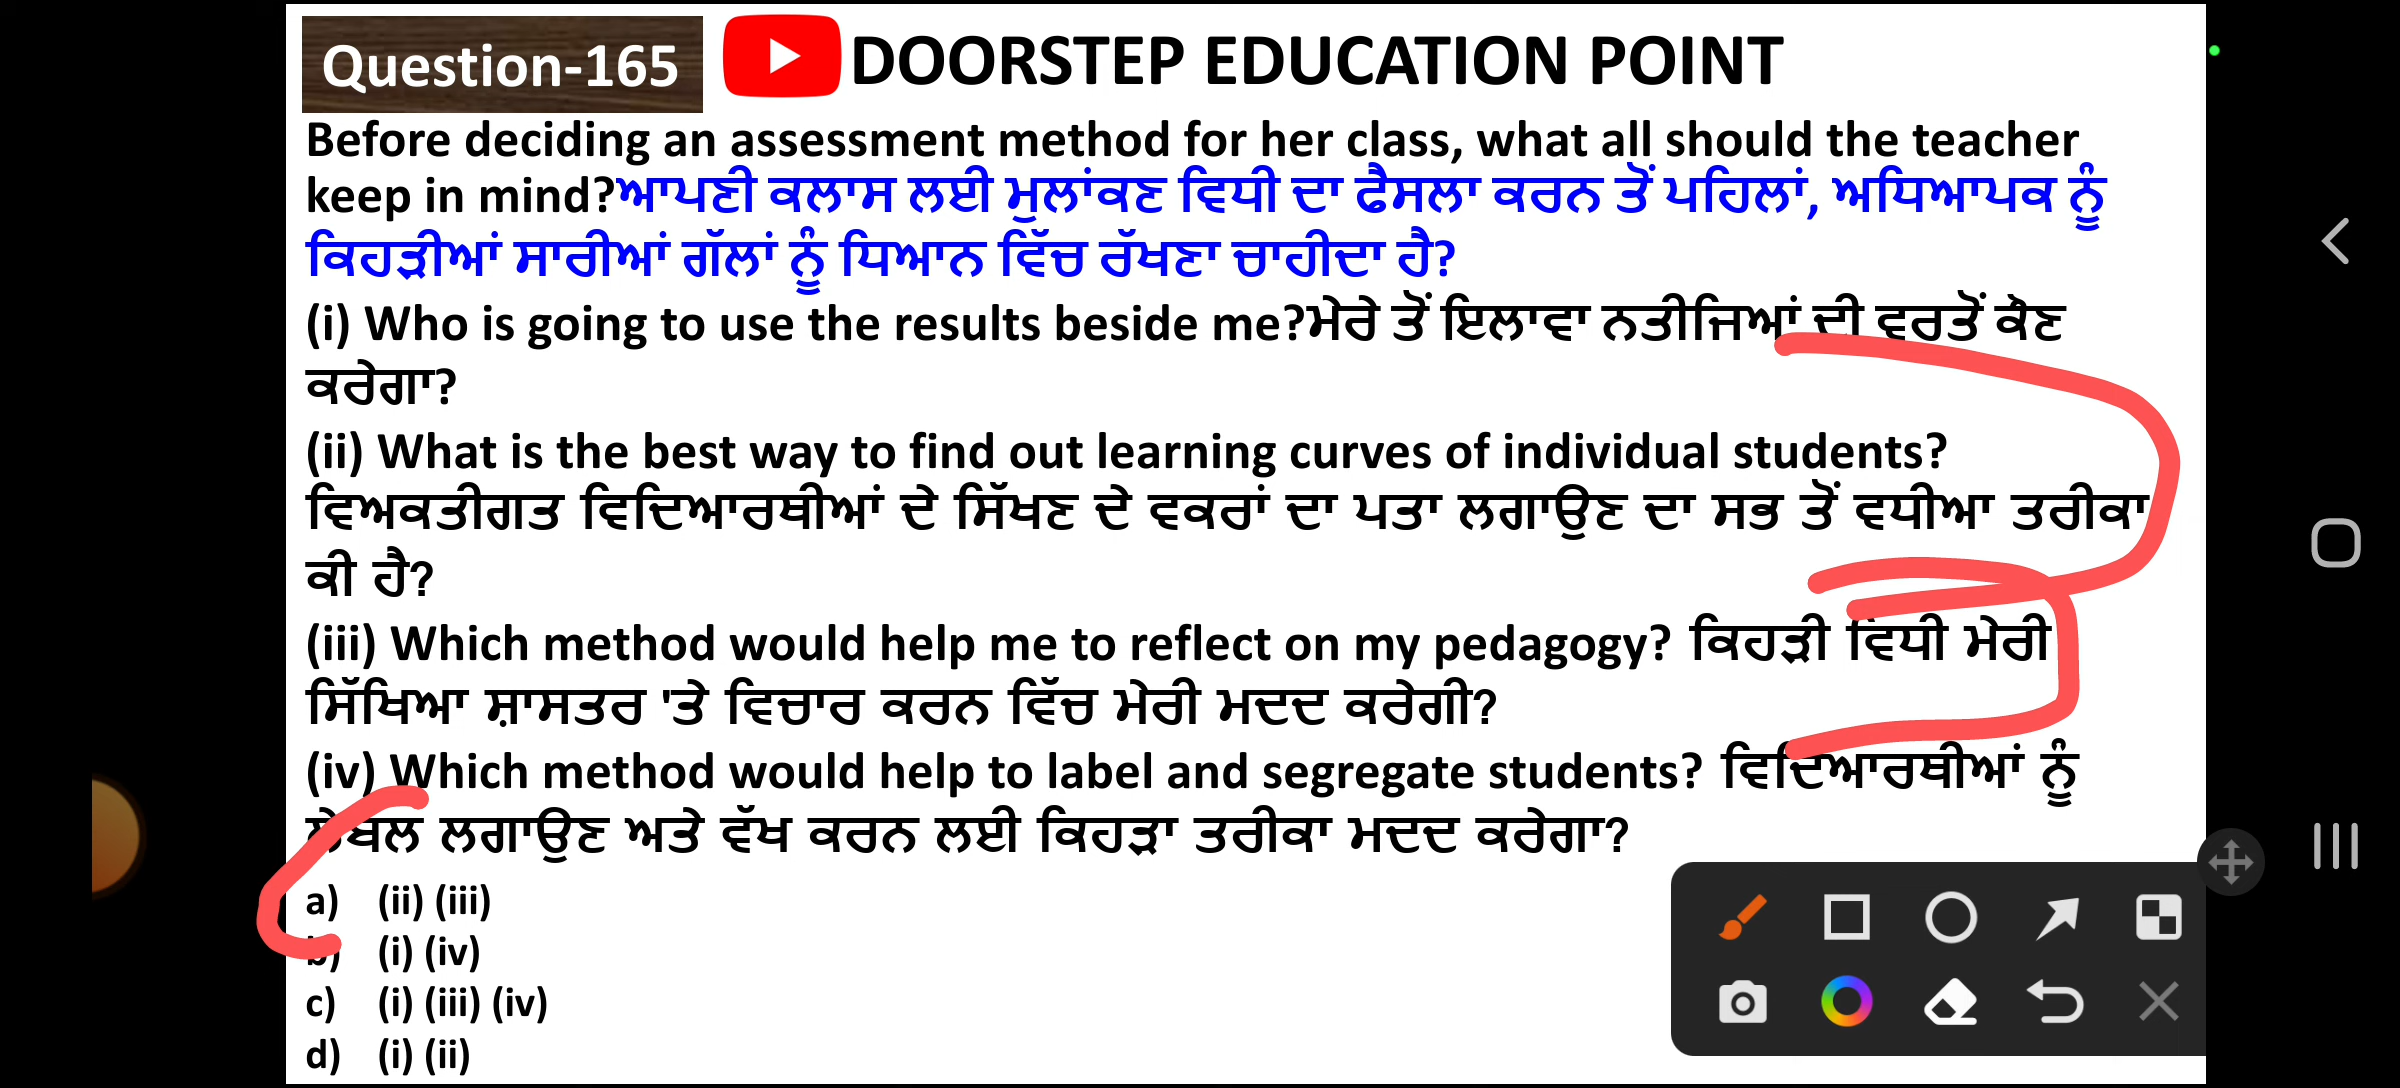 Question-165 DOORSTEP EDUCATION POINT
Before deciding an assessment method for her class, what all should the teacher
keep in mind?ਆਪਣੀ ਕਲਾਸ ਲਈ ਮੁਲਾਂਕਣ ਵਿਧੀ ਦਾ ਫੈਸਲਾ ਕਰਨ ਤੋਂ ਪਹਿਲਾਂ, ਅਧਿਆਪਕ ਨੂੰ
ਕਿਹੜੀਆਂ ਸਾਰੀਆਂ ਗੱਲਾਂ ਨੂੰ ਧਿਆਨ ਵਿੱਚ ਰੱਖਣਾ ਚਾਹੀਦਾ ਹੈ?
(i) Who is going to use the results beside me?ਮੇਰੇ ਤੋਂ ਇਲਾਵਾ ਨਤੀਜਿਆਂ ਦੀ ਵਰਤੋਂ ਕੌਣ
ਕਰੇਗਾ?
(ii) What is the best way to find out learning curves of individual students?
ਵਿਅਕਤੀਗਤ ਵਿਦਿਆਰਥੀਆਂ ਦੇ ਸਿੱਖਣ ਦੇ ਵਕਰਾਂ ਦਾ ਪਤਾ ਲਗਾਉਣ ਦਾ ਸਭ ਤੋਂ ਵਧੀਆ ਤਰੀਕਾ
ਕੀ ਹੈ?
(iii) Which method would help me to reflect on my pedagogy? ਕਿਹੜੀ ਵਿਧੀ ਮੇਰੀ
ਸਿੱਖਿਆ ਸ਼ਾਸਤਰ 'ਤੇ ਵਿਚਾਰ ਕਰਨ ਵਿੱਚ ਮੇਰੀ ਮਦਦ ਕਰੇਗੀ?
(iv) Which method would help to label and segregate students? ਵਿਦਿਆਰਥੀਆਂ ਨੂੰ
ਲੇਬਲ ਲਗਾਉਣ ਅਤੇ ਵੱਖ ਕਰਨ ਲਈ ਕਿਹੜਾ ਤਰੀਕਾ ਮਦਦ ਕਰੇਗਾ?
a) (ii) (iii)
b) (i) (iv)
c) (i) (iii) (iv)
d) (i) (ii)